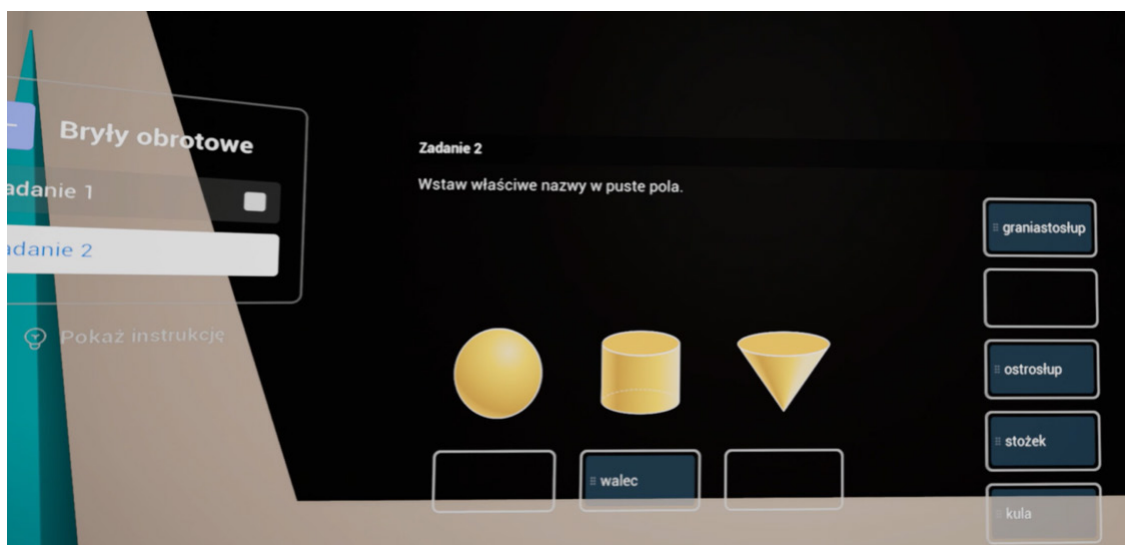 Bryły obrotowe
adanie 1
adanie 2
Pokaż instrukcję
Zadanie 2
Wstaw właściwe nazwy w puste pola.
graniastosłup
ostrosłup
stożek
walec
kula